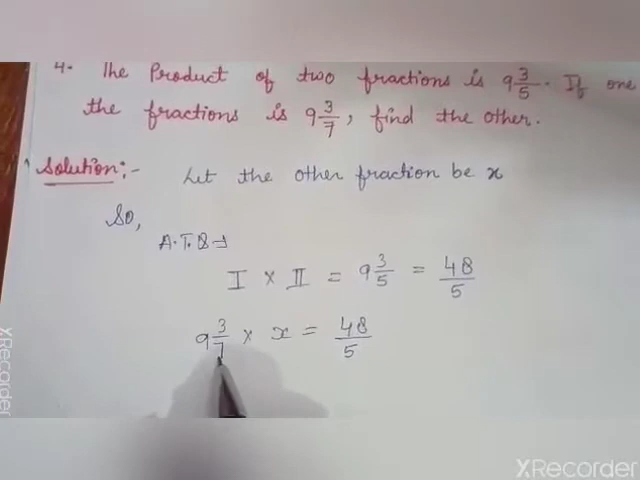 4. The Product of two fractions is 9 3/5. If one
the fractions is 9 3/7, find the other.
Solution:- Let the other fraction be x
So,
A.T.Q→
I × II = 9 3/5 = 48/5
9 3/7 × x = 48/5
XRecorder
XRecorder